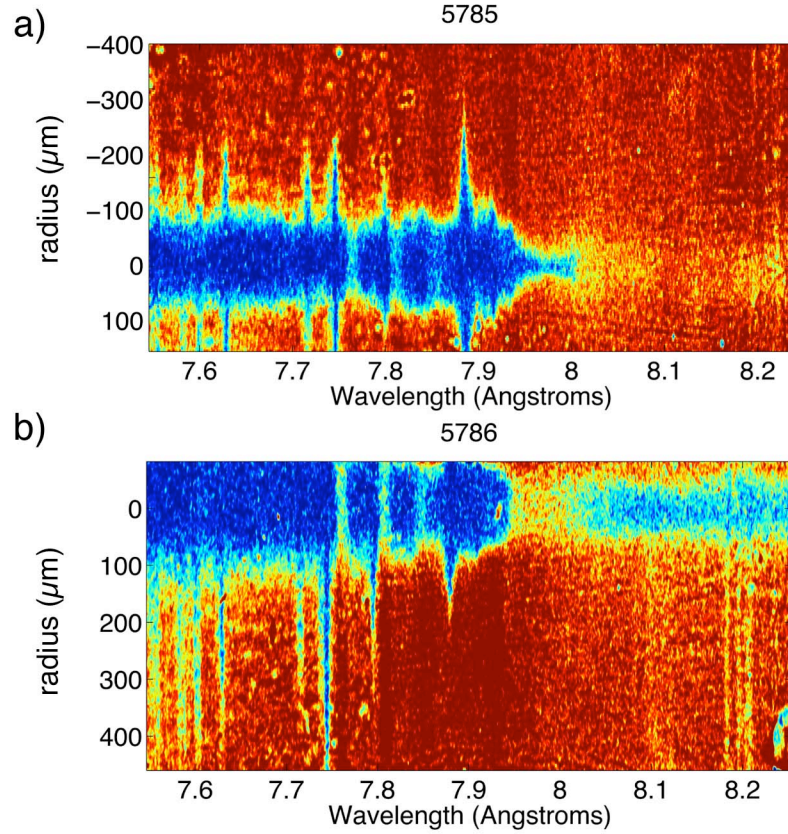 a)
5785
−400
−300
−200
−100
0
100
radius (μm)
7.6 7.7 7.8 7.9 8 8.1 8.2
Wavelength (Angstroms)
b)
5786
0
100
200
300
400
radius (μm)
7.6 7.7 7.8 7.9 8 8.1 8.2
Wavelength (Angstroms)